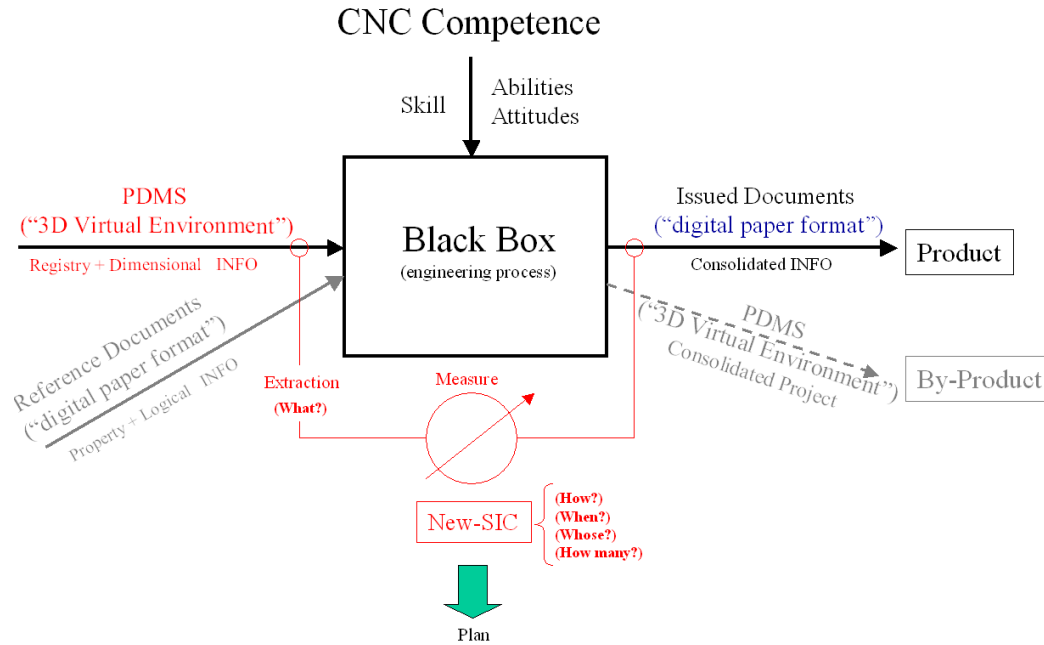 CNC Competence
Skill
Abilities
Attitudes
PDMS
(“3D Virtual Environment”)
Registry + Dimensional INFO
Reference Documents
(“digital paper format”)
Property + Logical INFO
Black Box
(engineering process)
Issued Documents
(“digital paper format”)
Consolidated INFO
Product
PDMS
(“3D Virtual Environment”)
Consolidated Project
By-Product
Extraction
(What?)
Measure
New-SIC
(How?)
(When?)
(Whose?)
(How many?)
Plan